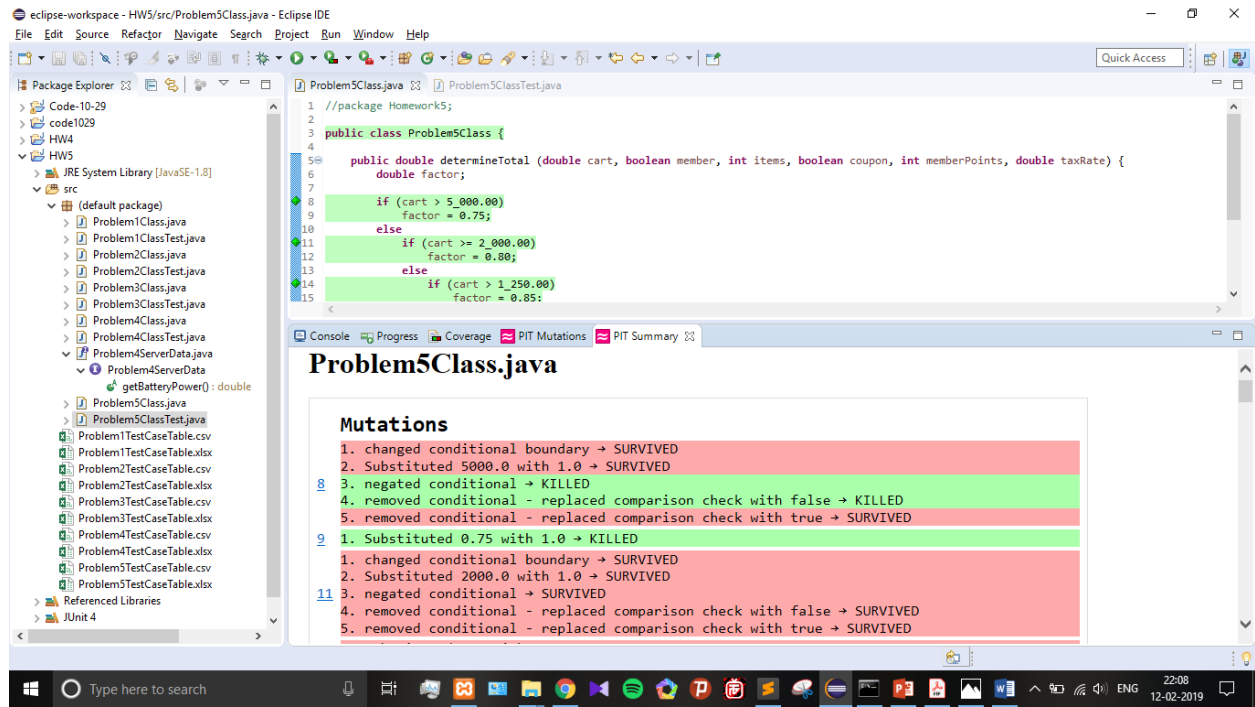 eclipse-workspace - HW5/src/Problem5Class.java - Eclipse IDE
File Edit Source Refactor Navigate Search Project Run Window Help
Quick Access
Package Explorer
Code-10-29
code1029
HW4
HW5
JRE System Library [JavaSE-1.8]
src
(default package)
Problem1Class.java
Problem1ClassTest.java
Problem2Class.java
Problem2ClassTest.java
Problem3Class.java
Problem3ClassTest.java
Problem4Class.java
Problem4ClassTest.java
Problem4ServerData.java
Problem4ServerData
getBatteryPower() : double
Problem5Class.java
Problem5ClassTest.java
Problem1TestCaseTable.csv
Problem1TestCaseTable.xlsx
Problem2TestCaseTable.csv
Problem2TestCaseTable.xlsx
Problem3TestCaseTable.csv
Problem3TestCaseTable.xlsx
Problem4TestCaseTable.csv
Problem4TestCaseTable.xlsx
Problem5TestCaseTable.csv
Problem5TestCaseTable.xlsx
Referenced Libraries
JUnit 4
Problem5Class.java Problem5ClassTest.java
1 //package Homework5;
2
3 public class Problem5Class {
4
5 public double determineTotal (double cart, boolean member, int items, boolean coupon, int memberPoints, double taxRate) {
6 double factor;
7
8 if (cart > 5_000.00)
9 factor = 0.75;
10 else
11 if (cart >= 2_000.00)
12 factor = 0.80;
13 else
14 if (cart > 1_250.00)
15 factor = 0.85;
Console Progress Coverage PIT Mutations PIT Summary
Problem5Class.java
Mutations
1. changed conditional boundary → SURVIVED
2. Substituted 5000.0 with 1.0 → SURVIVED
8 3. negated conditional → KILLED
4. removed conditional - replaced comparison check with false → KILLED
5. removed conditional - replaced comparison check with true → SURVIVED
9 1. Substituted 0.75 with 1.0 → KILLED
1. changed conditional boundary → SURVIVED
2. Substituted 2000.0 with 1.0 → SURVIVED
11 3. negated conditional → SURVIVED
4. removed conditional - replaced comparison check with false → SURVIVED
5. removed conditional - replaced comparison check with true → SURVIVED
Type here to search
ENG
22:08
12-02-2019